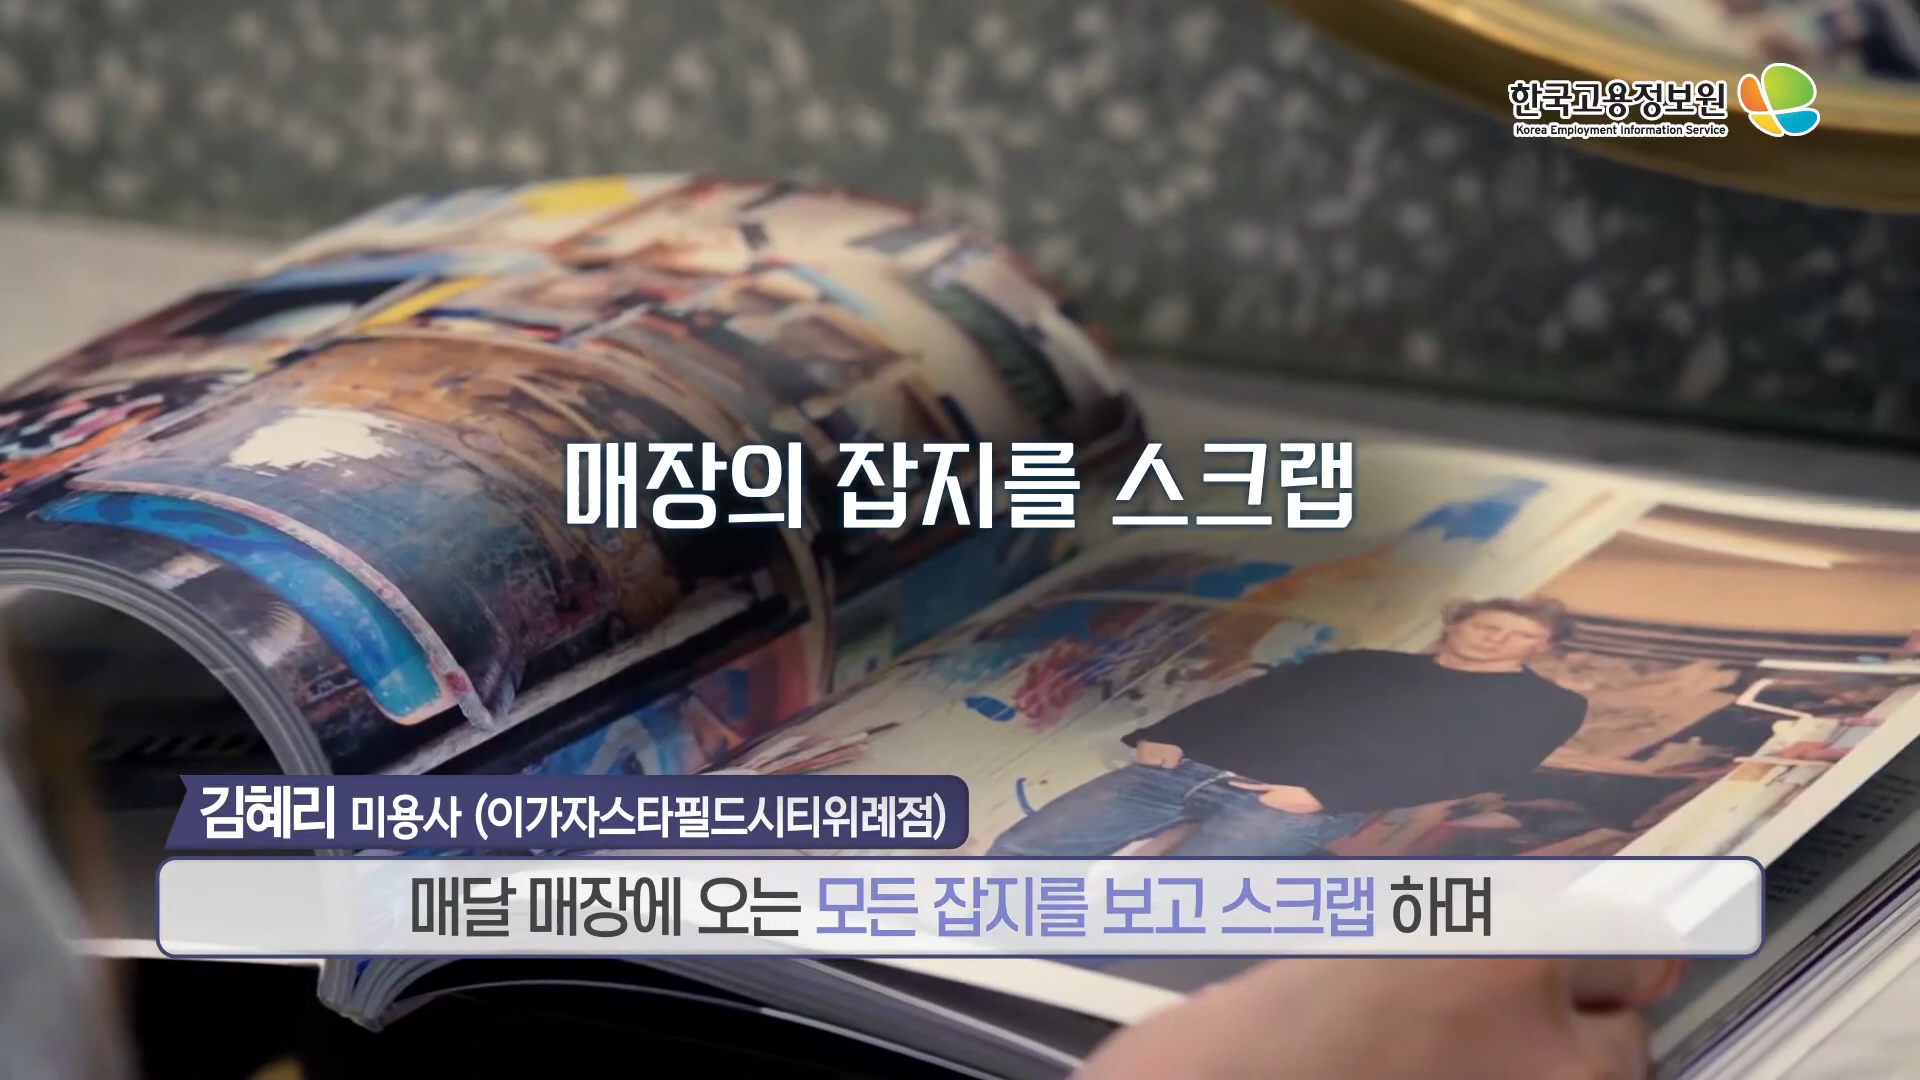 한국고용정보원
Korea Employment Information Service
매장의 잡지를 스크랩
김혜리 미용사 (이가자스타필드시티위례점)
매달 매장에 오는 모든 잡지를 보고 스크랩 하며